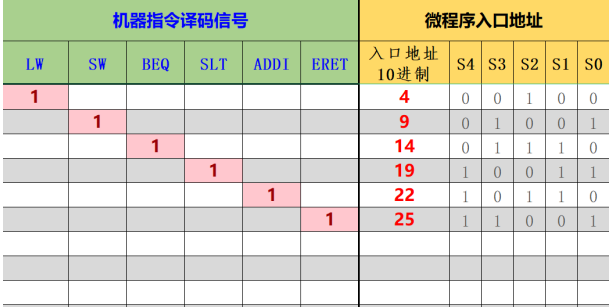 机器指令译码信号 微程序入口地址
LW SW BEQ SLT ADDI ERET 入口地址 S4 S3 S2 S1 S0
10进制
1 4 0 0 1 0 0
1 9 0 1 0 0 1
1 14 0 1 1 1 0
1 19 1 0 0 1 1
1 22 1 0 1 1 0
1 25 1 1 0 0 1